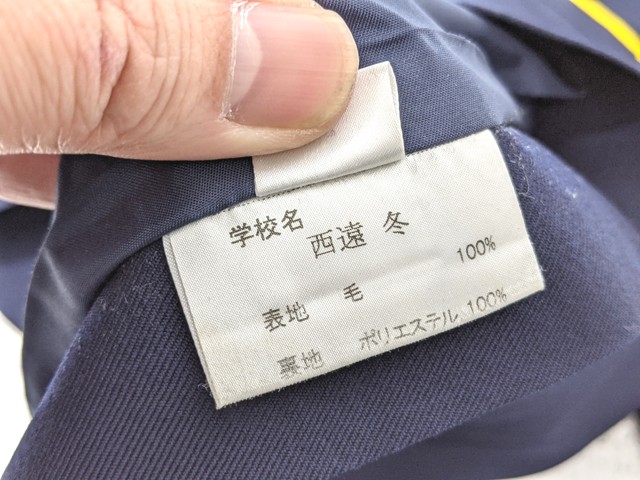 学校名 西遠 冬
表地 毛 100%
裏地 ポリエステル 100%